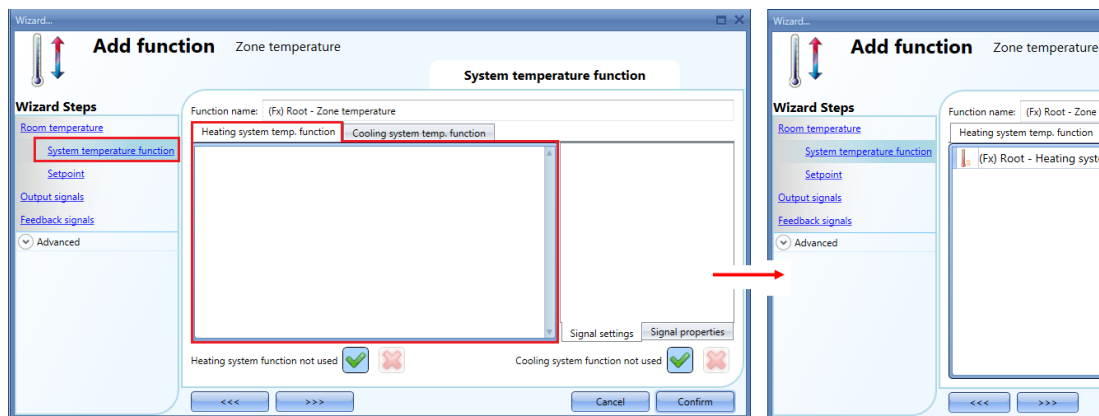 Wizard...
Add function Zone temperature
System temperature function
Wizard Steps
Room temperature
System temperature function
Setpoint
Output signals
Feedback signals
Advanced
Function name: (Fx) Root - Zone temperature
Heating system temp. function Cooling system temp. function
Signal settings Signal properties
Heating system function not used Cooling system function not used
<<< >>> Cancel Confirm
Wizard...
Add function Zone temperature
Wizard Steps
Room temperature
System temperature function
Setpoint
Output signals
Feedback signals
Advanced
Function name: (Fx) Root - Zone
Heating system temp. function
(Fx) Root - Heating syst
<<< >>>